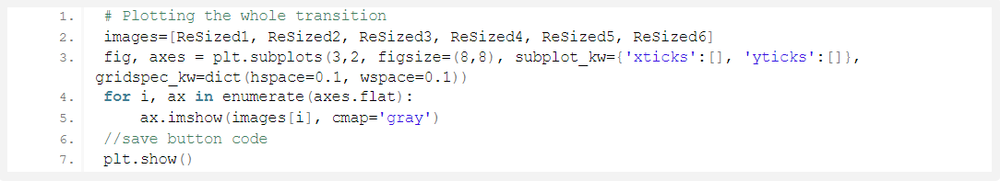 1. # Plotting the whole transition
2. images=[ReSized1, ReSized2, ReSized3, ReSized4, ReSized5, ReSized6]
3. fig, axes = plt.subplots(3,2, figsize=(8,8), subplot_kw={'xticks':[], 'yticks':[]},
gridspec_kw=dict(hspace=0.1, wspace=0.1))
4. for i, ax in enumerate(axes.flat):
5.     ax.imshow(images[i], cmap='gray')
6. //save button code
7. plt.show()